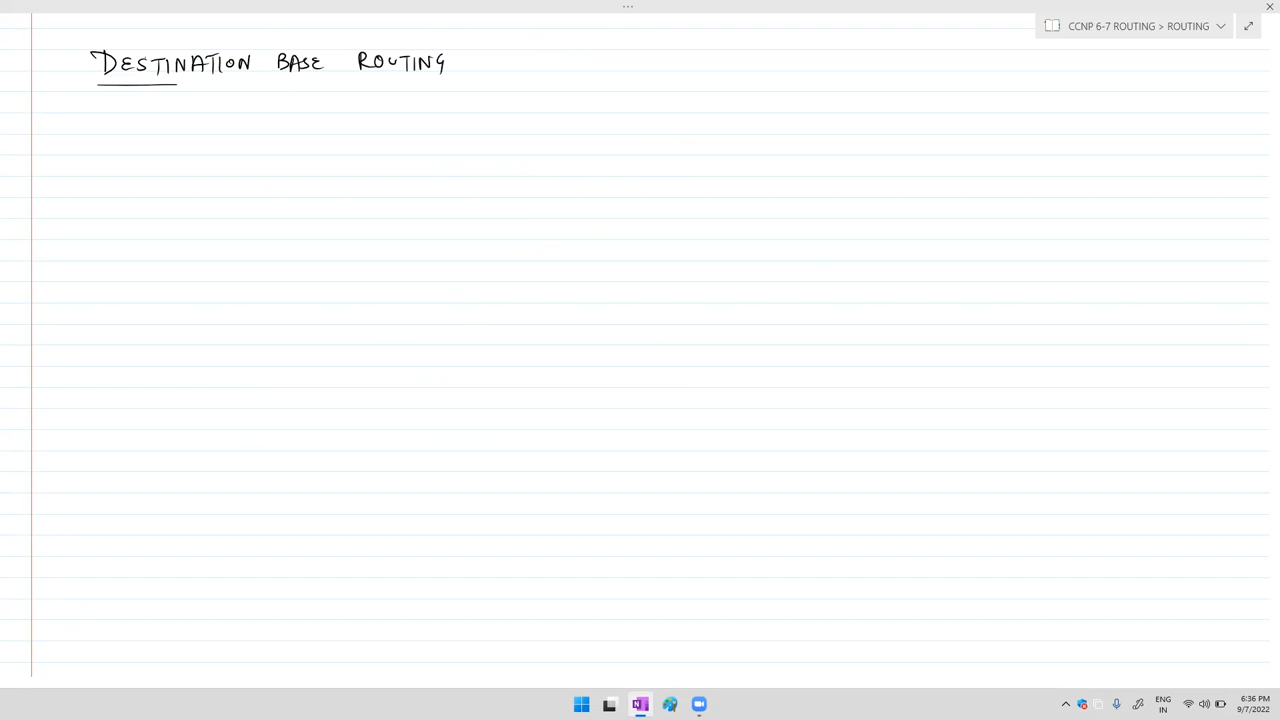 ...
CCNP 6-7 ROUTING > ROUTING
DESTINATION BASE ROUTING
ENG
IN
6:36 PM
9/7/2022